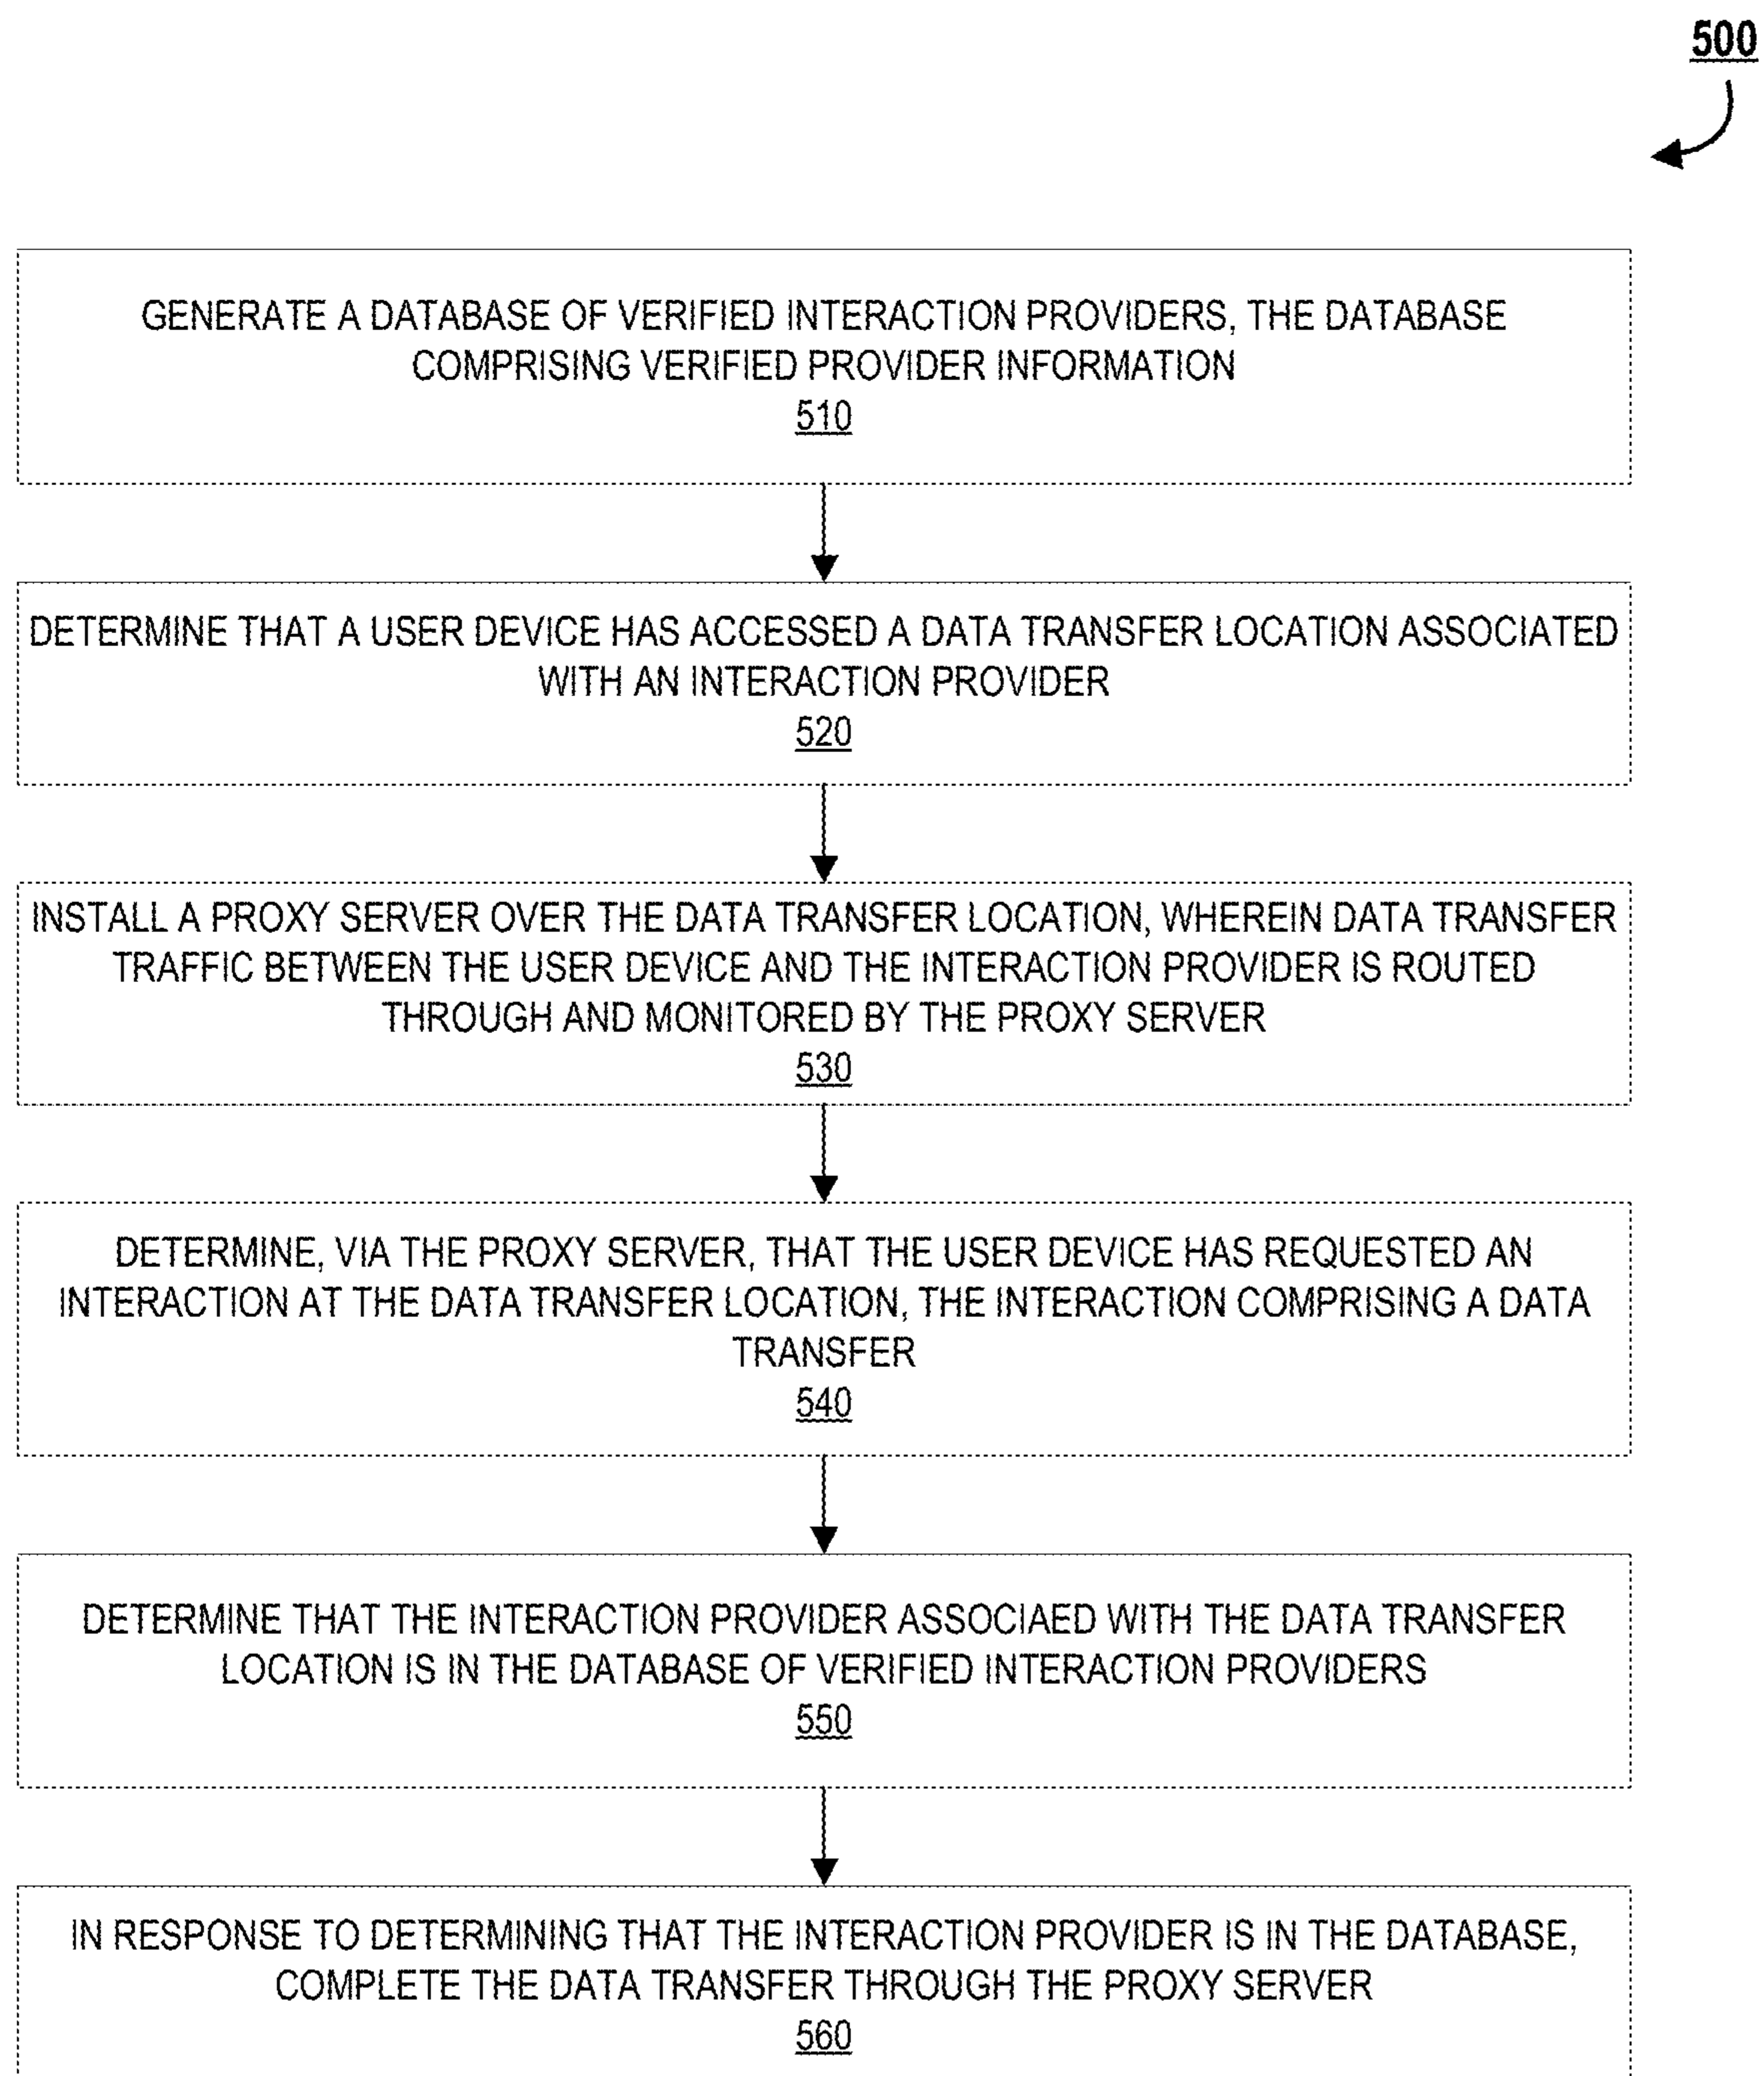 500
GENERATE A DATABASE OF VERIFIED INTERACTION PROVIDERS, THE DATABASE
COMPRISING VERIFIED PROVIDER INFORMATION
510
DETERMINE THAT A USER DEVICE HAS ACCESSED A DATA TRANSFER LOCATION ASSOCIATED
WITH AN INTERACTION PROVIDER
520
INSTALL A PROXY SERVER OVER THE DATA TRANSFER LOCATION, WHEREIN DATA TRANSFER
TRAFFIC BETWEEN THE USER DEVICE AND THE INTERACTION PROVIDER IS ROUTED
THROUGH AND MONITORED BY THE PROXY SERVER
530
DETERMINE, VIA THE PROXY SERVER, THAT THE USER DEVICE HAS REQUESTED AN
INTERACTION AT THE DATA TRANSFER LOCATION, THE INTERACTION COMPRISING A DATA
TRANSFER
540
DETERMINE THAT THE INTERACTION PROVIDER ASSOCIAED WITH THE DATA TRANSFER
LOCATION IS IN THE DATABASE OF VERIFIED INTERACTION PROVIDERS
550
IN RESPONSE TO DETERMINING THAT THE INTERACTION PROVIDER IS IN THE DATABASE,
COMPLETE THE DATA TRANSFER THROUGH THE PROXY SERVER
560